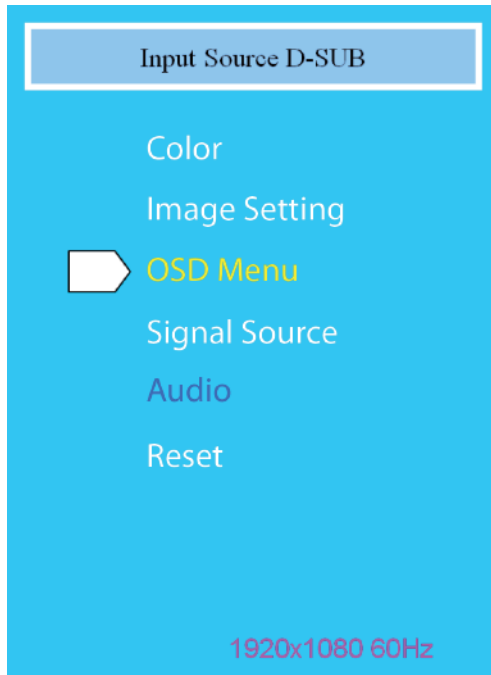 Input Source D-SUB
Color
Image Setting
OSD Menu
Signal Source
Audio
Reset
1920x1080 60Hz